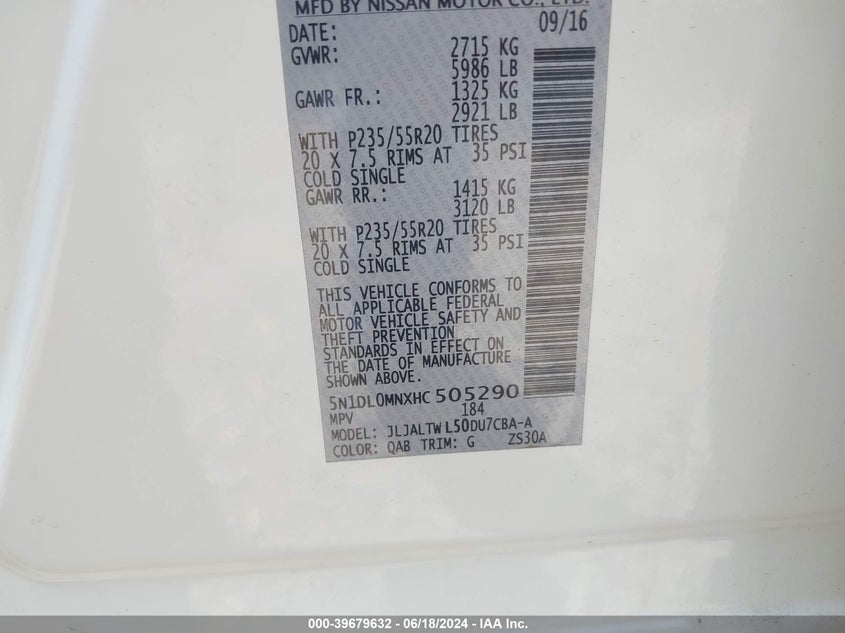 MFD BY NISSAN MOTOR CO., LTD.
DATE: 09/16
GVWR: 2715 KG
5986 LB
GAWR FR.: 1325 KG
2921 LB
WITH P235/55R20 TIRES
20 X 7.5 RIMS AT 35 PSI
COLD SINGLE
GAWR RR.: 1415 KG
3120 LB
WITH P235/55R20 TIRES
20 X 7.5 RIMS AT 35 PSI
COLD SINGLE
THIS VEHICLE CONFORMS TO
ALL APPLICABLE FEDERAL
MOTOR VEHICLE SAFETY AND
THEFT PREVENTION
STANDARDS IN EFFECT ON
THE DATE OF MANUFACTURE
SHOWN ABOVE.
5N1DL0MNXHC 505290
MPV 184
MODEL: JLJALTW L50DU7CBA-A
COLOR: QAB TRIM: G ZS30A
000-39679632 - 06/18/2024 - IAA Inc.